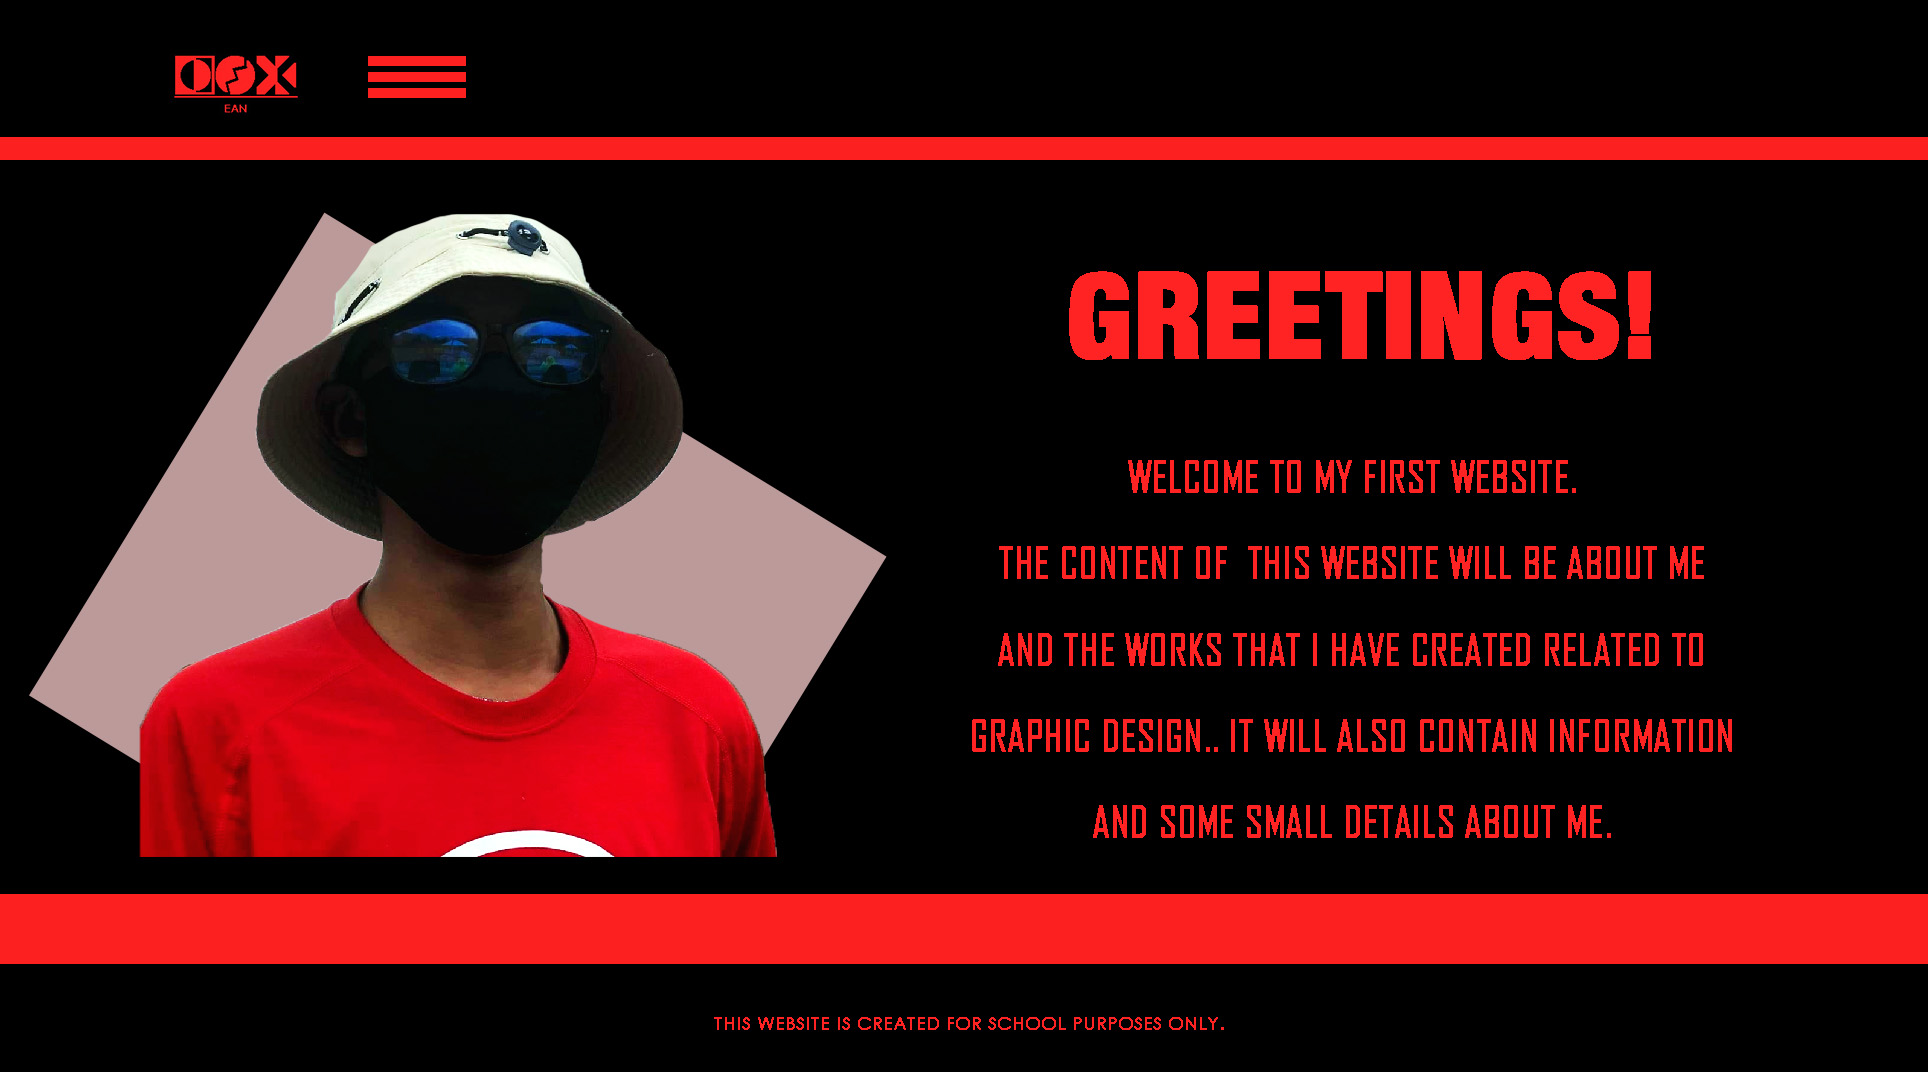 EAN
GREETINGS!
WELCOME TO MY FIRST WEBSITE.
THE CONTENT OF  THIS WEBSITE WILL BE ABOUT ME
AND THE WORKS THAT I HAVE CREATED RELATED TO
GRAPHIC DESIGN.. IT WILL ALSO CONTAIN INFORMATION
AND SOME SMALL DETAILS ABOUT ME.
THIS WEBSITE IS CREATED FOR SCHOOL PURPOSES ONLY.